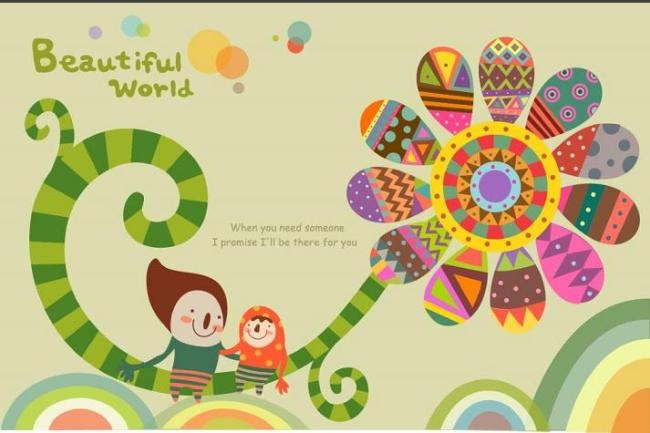 Beautiful
World
When you need someone
I promise I'll be there for you